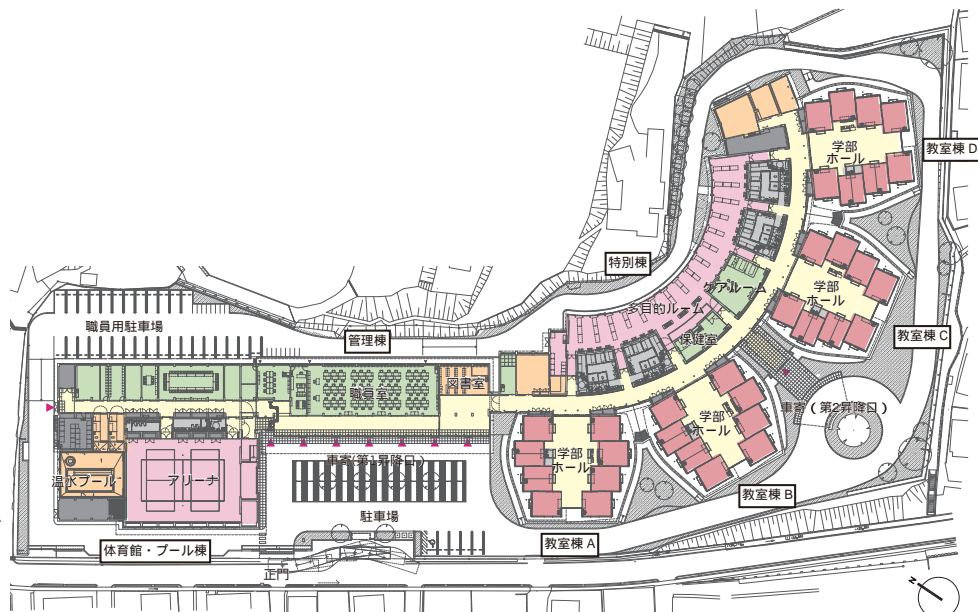 学部
ホール
教室棟 D
特別棟
ケアルーム
学部
ホール
多目的ルーム
職員用駐車場
教室棟 C
管理棟
保健室
図書室
職員室
車寄(第2昇降口)
学部
ホール
車寄(第1昇降口)
学部
ホール
温水プール
アリーナ
教室棟 B
駐車場
教室棟 A
体育館・プール棟
正門
N